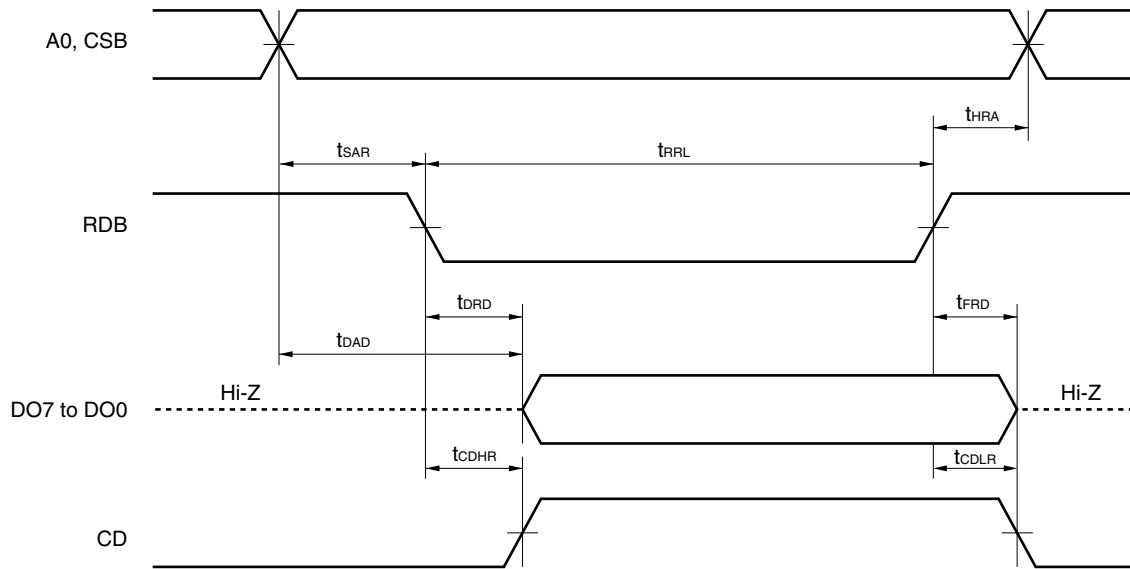 A0, CSB
tHRA
tSAR
tRRL
RDB
tDRD
tFRD
tDAD
Hi-Z
Hi-Z
DO7 to DO0
tCDHR
tCDLR
CD